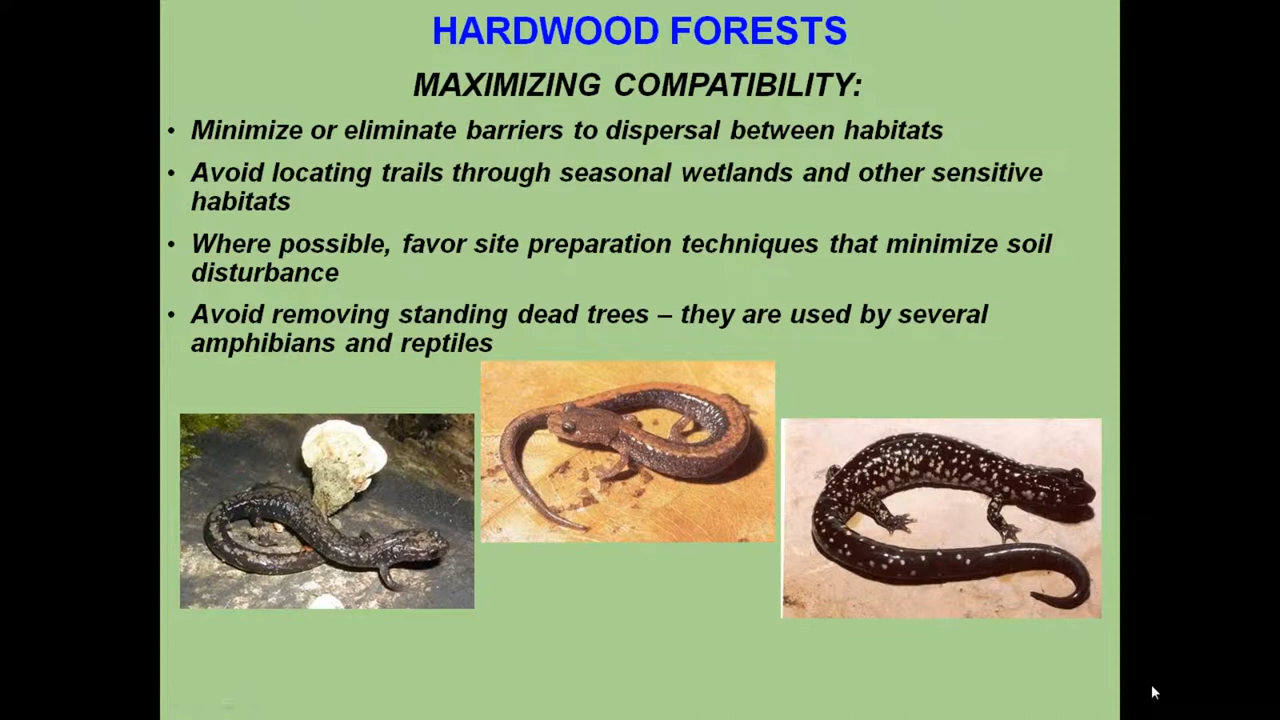 HARDWOOD FORESTS
MAXIMIZING COMPATIBILITY:
• Minimize or eliminate barriers to dispersal between habitats
• Avoid locating trails through seasonal wetlands and other sensitive
habitats
• Where possible, favor site preparation techniques that minimize soil
disturbance
• Avoid removing standing dead trees – they are used by several
amphibians and reptiles